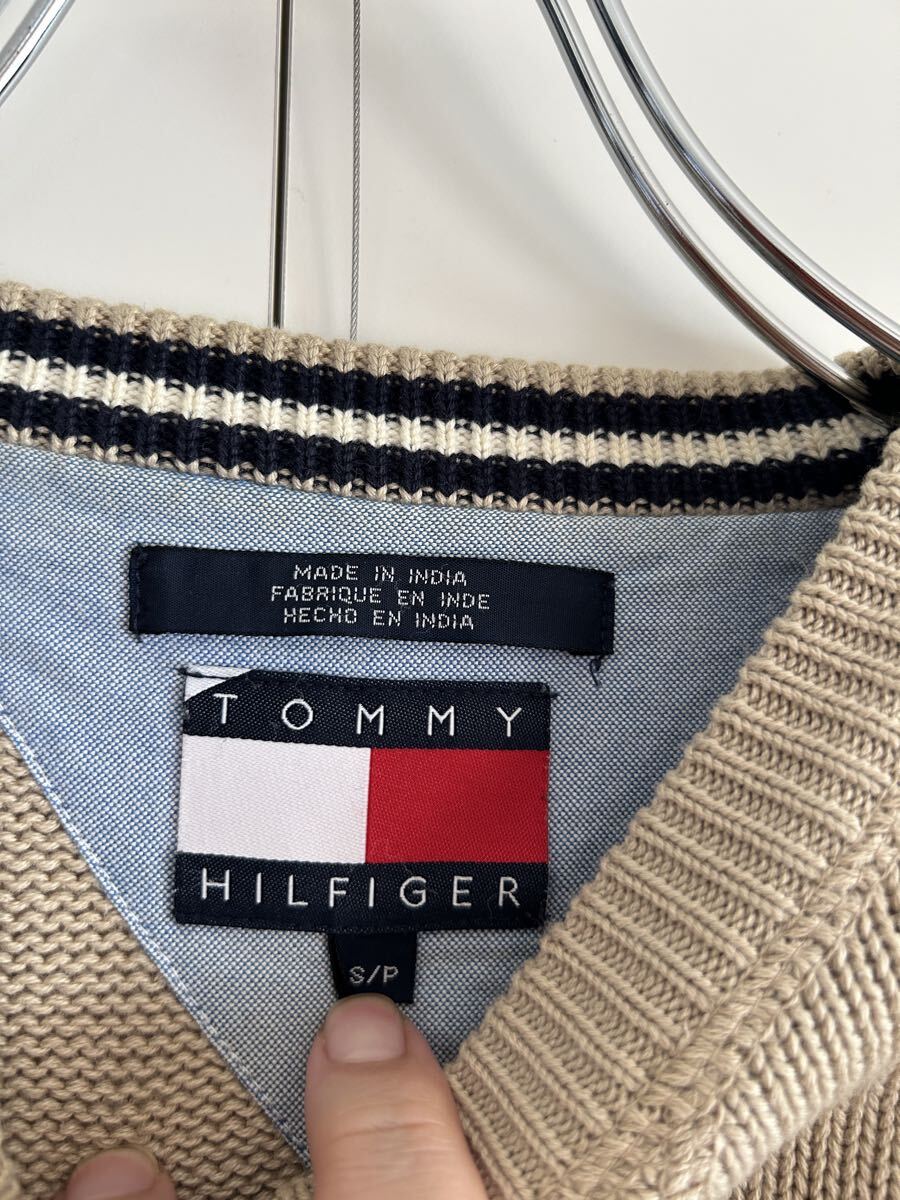 MADE IN INDIA
FABRIQUE EN INDE
HECHO EN INDIA
TOMMY
HILFIGER
S/P